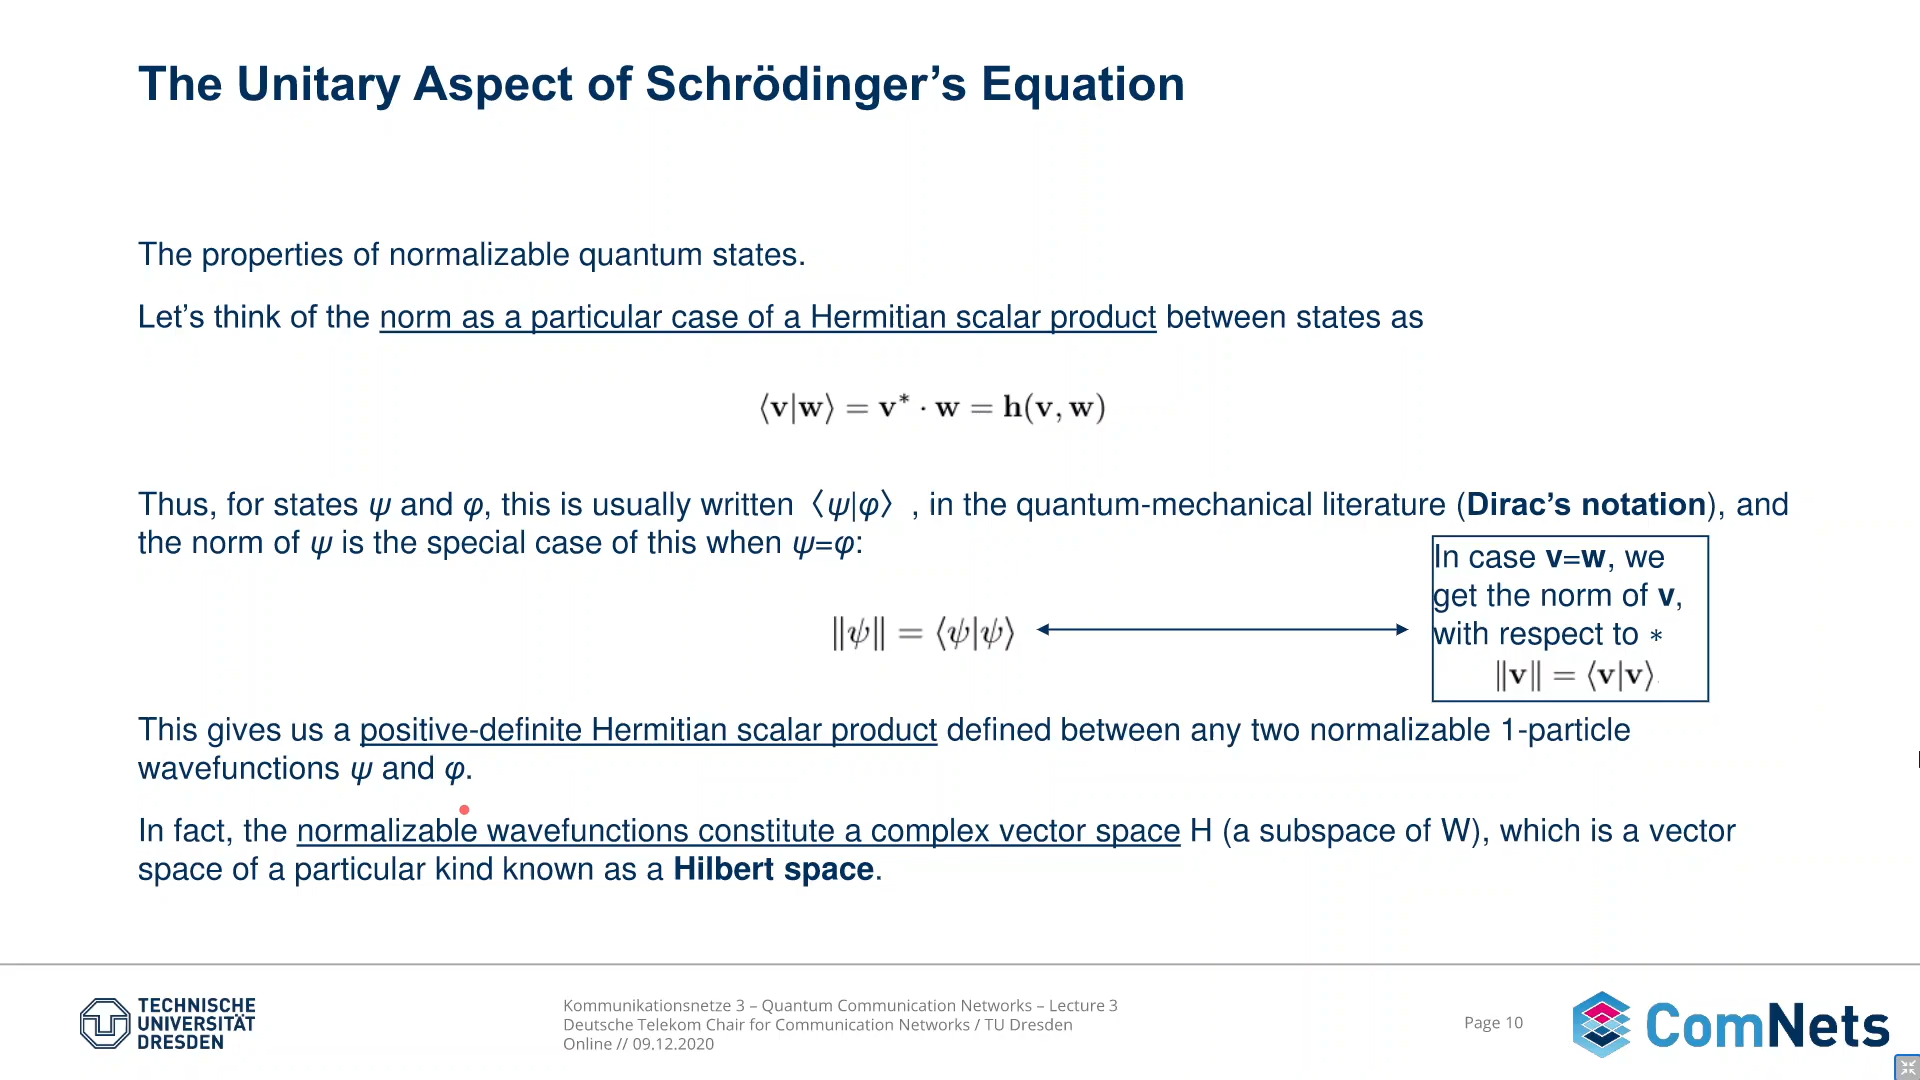 The Unitary Aspect of Schrödinger’s Equation
The properties of normalizable quantum states.
Let’s think of the norm as a particular case of a Hermitian scalar product between states as
⟨v|w⟩ = v* · w = h(v, w)
Thus, for states ψ and φ, this is usually written〈ψ|φ〉, in the quantum-mechanical literature (Dirac’s notation), and
the norm of ψ is the special case of this when ψ=φ:
‖ψ‖ = ⟨ψ|ψ⟩
In case v=w, we
get the norm of v,
with respect to *
‖v‖ = ⟨v|v⟩
This gives us a positive-definite Hermitian scalar product defined between any two normalizable 1-particle
wavefunctions ψ and φ.
In fact, the normalizable wavefunctions constitute a complex vector space H (a subspace of W), which is a vector
space of a particular kind known as a Hilbert space.
TECHNISCHE
UNIVERSITÄT
DRESDEN
Kommunikationsnetze 3 – Quantum Communication Networks – Lecture 3
Deutsche Telekom Chair for Communication Networks / TU Dresden
Online // 09.12.2020
Page 10
ComNets